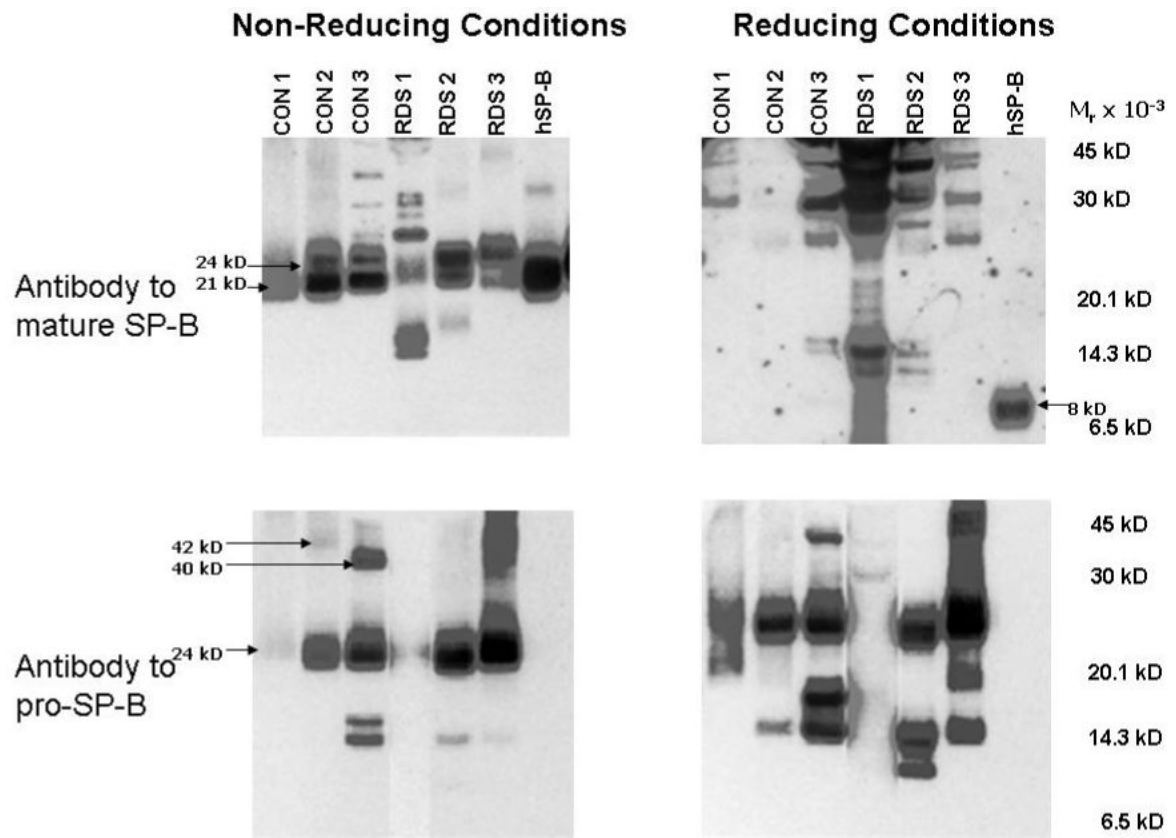 Non-Reducing Conditions
Reducing Conditions
CON 1
CON 2
CON 3
RDS 1
RDS 2
RDS 3
hSP-B
CON 1
CON 2
CON 3
RDS 1
RDS 2
RDS 3
hSP-B
Mr x 10-3
Antibody to
mature SP-B
24 kD
21 kD
45 kD
30 kD
20.1 kD
14.3 kD
8 kD
6.5 kD
Antibody to
pro-SP-B
42 kD
40 kD
24 kD
45 kD
30 kD
20.1 kD
14.3 kD
6.5 kD